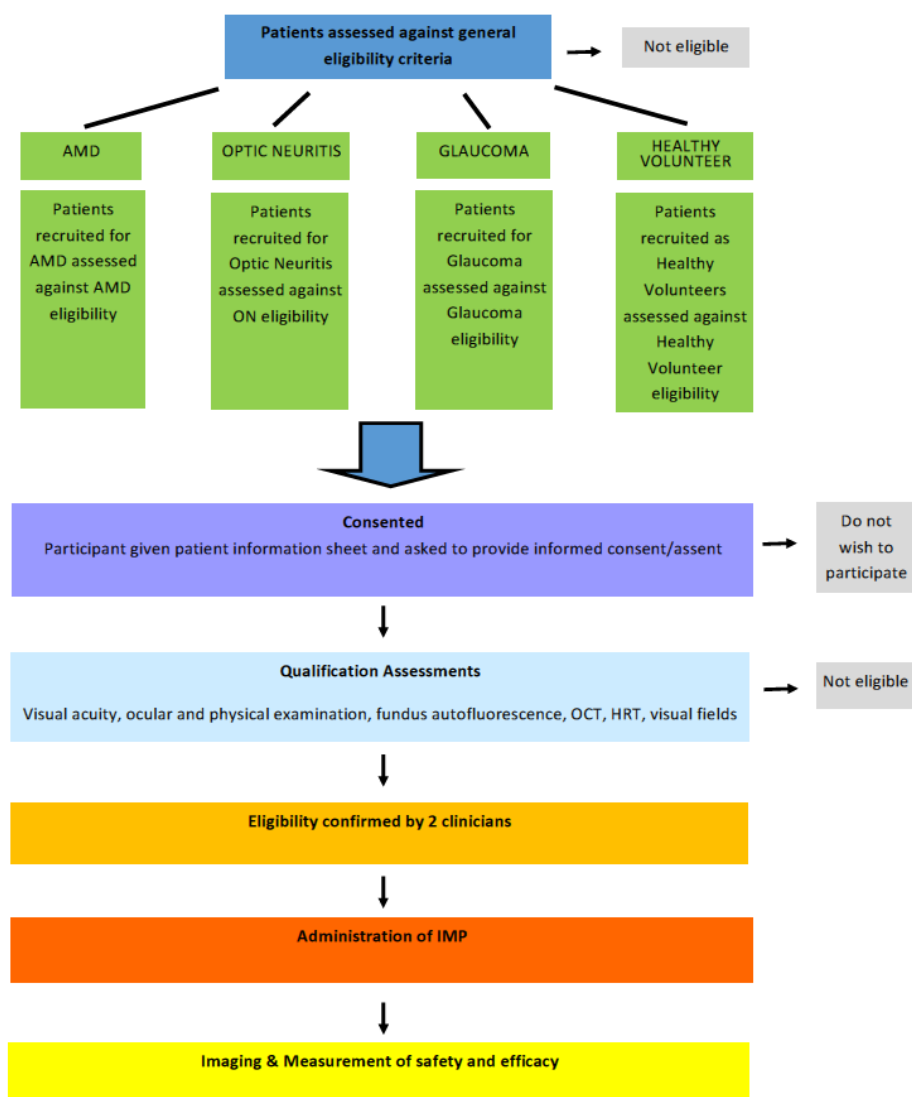 Patients assessed against general
eligibility criteria
Not eligible
AMD
OPTIC NEURITIS
GLAUCOMA
HEALTHY
VOLUNTEER
Patients
recruited for
AMD assessed
against AMD
eligibility
Patients
recruited for
Optic Neuritis
assessed against
ON eligibility
Patients
recruited for
Glaucoma
assessed against
Glaucoma
eligibility
Patients
recruited as
Healthy
Volunteers
assessed against
Healthy
Volunteer
eligibility
Consented
Participant given patient information sheet and asked to provide informed consent/assent
Do not
wish to
participate
Qualification Assessments
Visual acuity, ocular and physical examination, fundus autofluorescence, OCT, HRT, visual fields
Not eligible
Eligibility confirmed by 2 clinicians
Administration of IMP
Imaging & Measurement of safety and efficacy